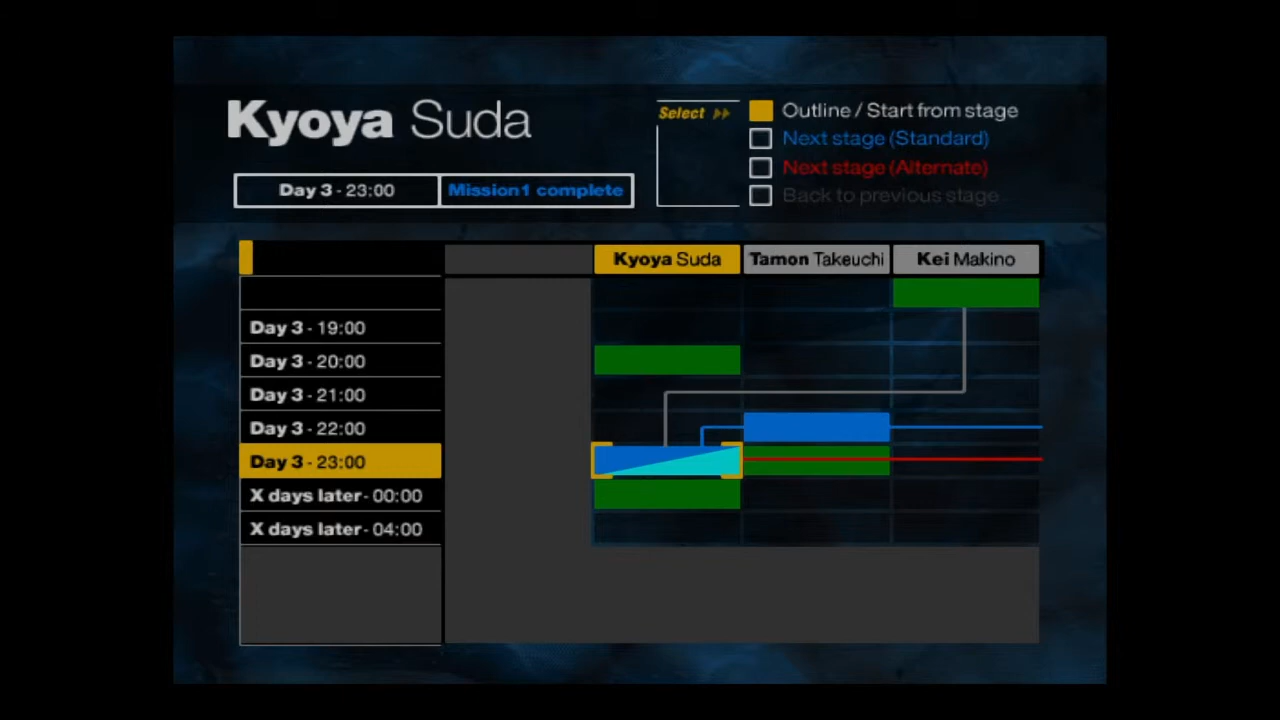 Kyoya Suda
Select
Outline / Start from stage
Next stage (Standard)
Next stage (Alternate)
Back to previous stage
Day 3 - 23:00
Mission1 complete
Kyoya Suda
Tamon Takeuchi
Kei Makino
Day 3 - 19:00
Day 3 - 20:00
Day 3 - 21:00
Day 3 - 22:00
Day 3 - 23:00
X days later - 00:00
X days later - 04:00